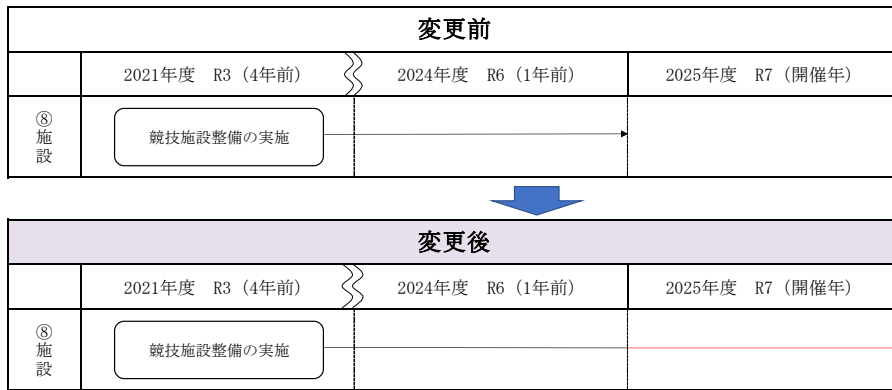 変更前
2021年度　R3（4年前）　2024年度　R6（1年前）　2025年度　R7（開催年）
⑧施設　競技施設整備の実施
変更後
2021年度　R3（4年前）　2024年度　R6（1年前）　2025年度　R7（開催年）
⑧施設　競技施設整備の実施